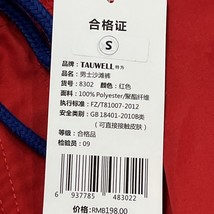 合格证
S
品牌：TAUWELL 特为
品名：男士沙滩裤
货号：8302 颜色：红色
面料：100% Polyester/聚酯纤维
执行标准：FZ/T81007-2012
安全类别：GB 18401-2010B类
（可直接接触皮肤）
等级：合格品
检验员：09
6 937785 483022
价格：RMB198.00